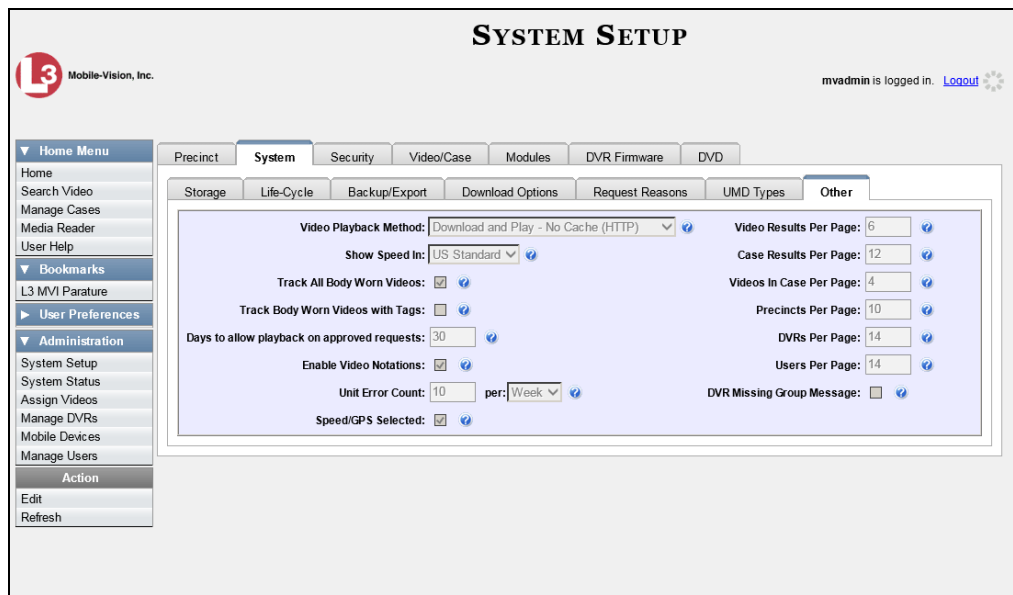 SYSTEM SETUP
L3 Mobile-Vision, Inc.
mvadmin is logged in. Logout
▼ Home Menu
Home
Search Video
Manage Cases
Media Reader
User Help
▼ Bookmarks
L3 MVI Parature
▶ User Preferences
▼ Administration
System Setup
System Status
Assign Videos
Manage DVRs
Mobile Devices
Manage Users
Action
Edit
Refresh
Precinct System Security Video/Case Modules DVR Firmware DVD
Storage Life-Cycle Backup/Export Download Options Request Reasons UMD Types Other
Video Playback Method: Download and Play - No Cache (HTTP) ?
Show Speed In: US Standard ?
Track All Body Worn Videos: ?
Track Body Worn Videos with Tags: ?
Days to allow playback on approved requests: 30 ?
Enable Video Notations: ?
Unit Error Count: 10 per: Week ?
Speed/GPS Selected: ?
Video Results Per Page: 6 ?
Case Results Per Page: 12 ?
Videos In Case Per Page: 4 ?
Precincts Per Page: 10 ?
DVRs Per Page: 14 ?
Users Per Page: 14 ?
DVR Missing Group Message: ?